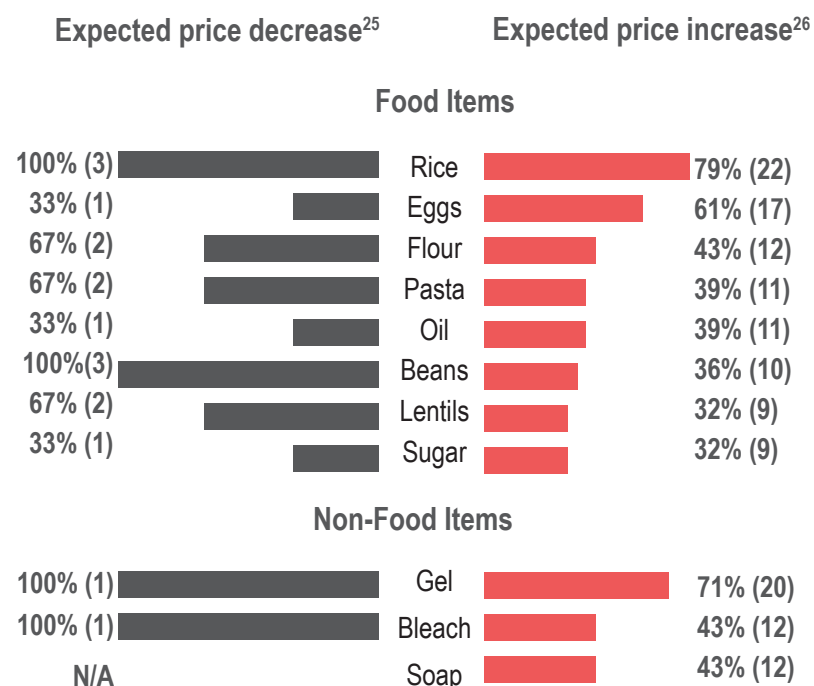 Expected price decrease25 Expected price increase26
Food Items
100% (3) Rice 79% (22)
33% (1) Eggs 61% (17)
67% (2) Flour 43% (12)
67% (2) Pasta 39% (11)
33% (1) Oil 39% (11)
100%(3) Beans 36% (10)
67% (2) Lentils 32% (9)
33% (1) Sugar 32% (9)
Non-Food Items
100% (1) Gel 71% (20)
100% (1) Bleach 43% (12)
N/A Soap 43% (12)